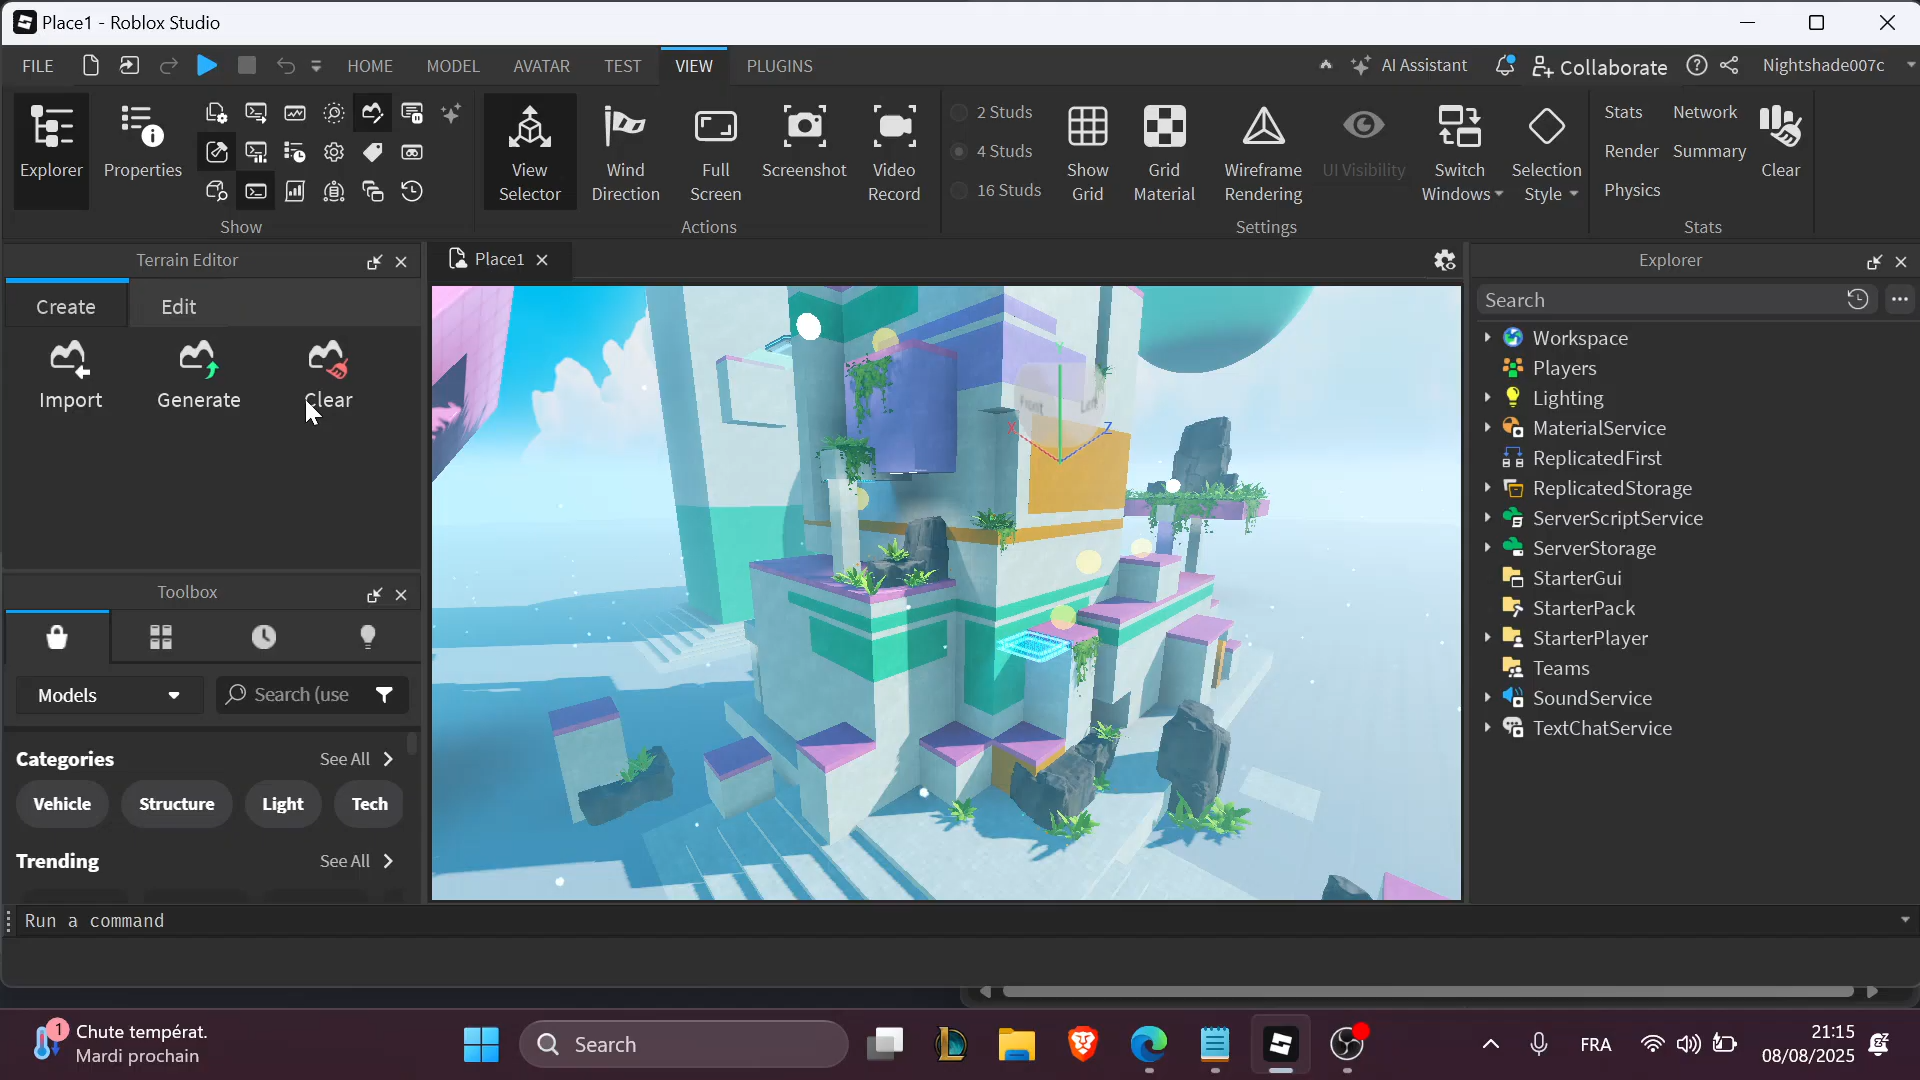 Place1 - Roblox Studio
FILE HOME MODEL AVATAR TEST VIEW PLUGINS AI Assistant Collaborate Nightshade007c
Explorer
Properties
Show
View
Selector
Wind
Direction
Full
Screen
Screenshot
Video
Record
Actions
2 Studs
4 Studs
16 Studs
Show
Grid
Grid
Material
Wireframe
Rendering
UI Visibility
Switch
Windows
Selection
Style
Settings
Stats Network
Render Summary
Physics
Clear
Stats
Terrain Editor
Create Edit
Import Generate Clear
Toolbox
Models Search (use
Categories See All
Vehicle Structure Light Tech
Trending See All
Place1
Front Left
X Y Z
Explorer
Search
Workspace
Players
Lighting
MaterialService
ReplicatedFirst
ReplicatedStorage
ServerScriptService
ServerStorage
StarterGui
StarterPack
StarterPlayer
Teams
SoundService
TextChatService
Run a command
1 Chute températ.
Mardi prochain
Search
FRA
21:15
08/08/2025